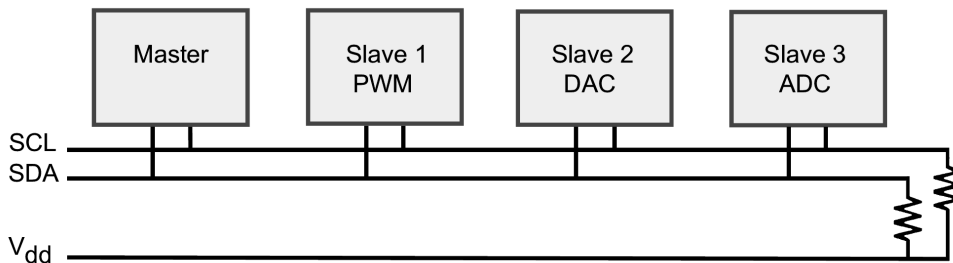 Master
Slave 1
PWM
Slave 2
DAC
Slave 3
ADC
SCL
SDA
Vdd